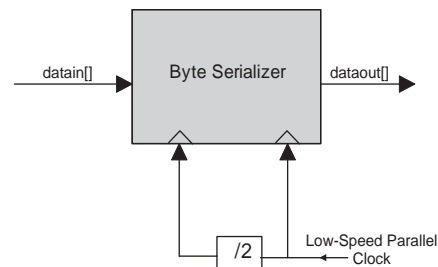 datain[]
Byte Serializer
dataout[]
/2
Low-Speed Parallel
Clock